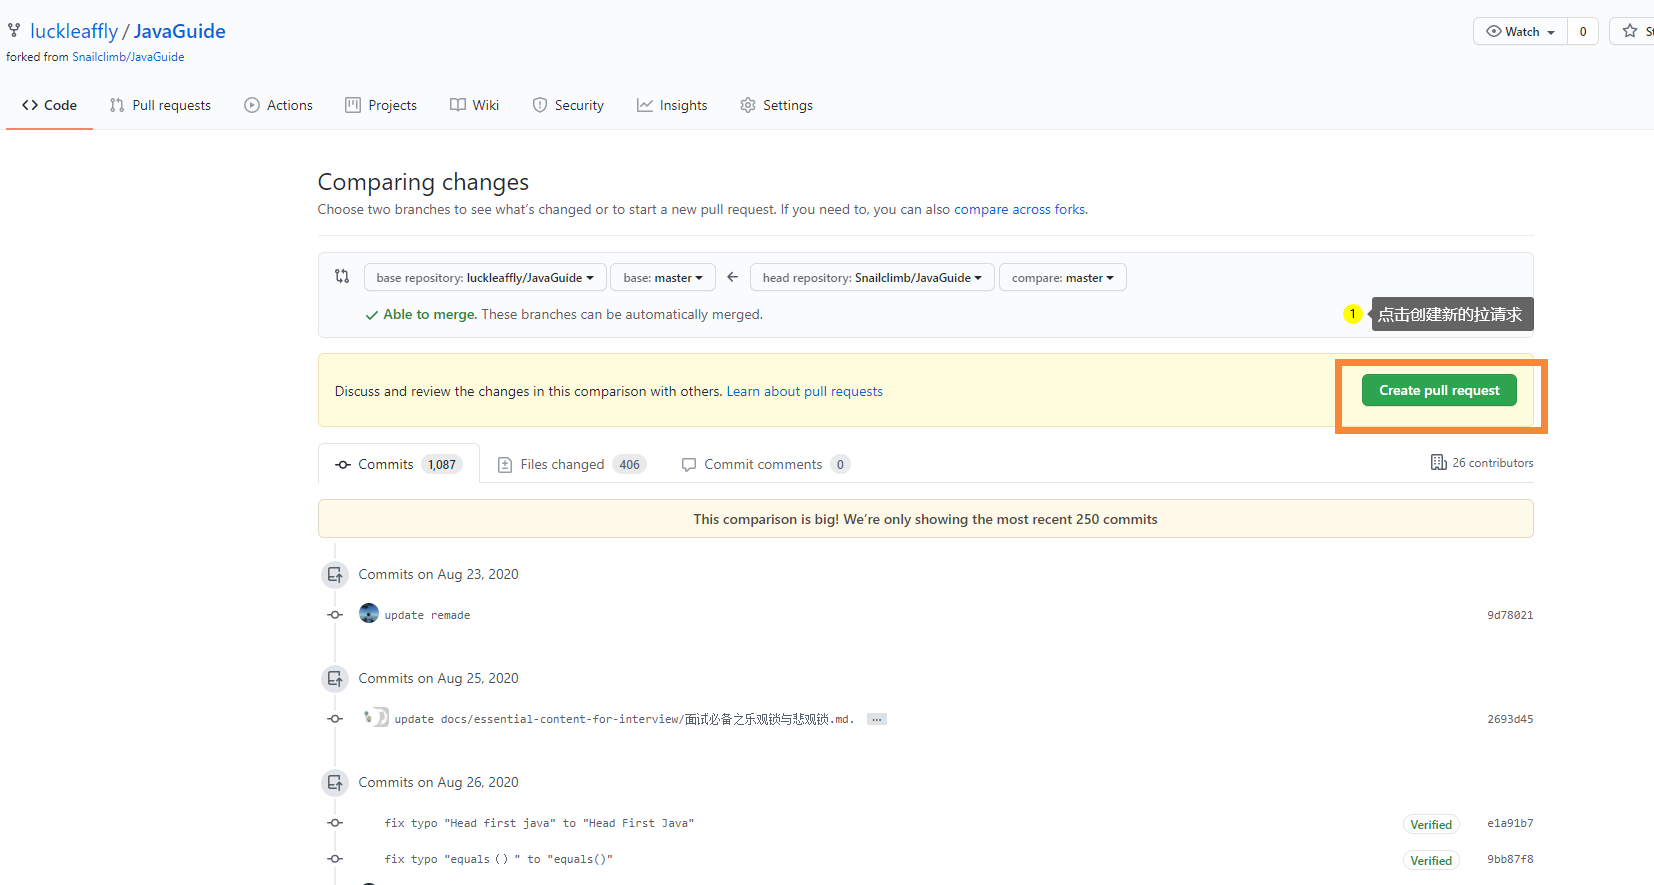 luckleaffly / JavaGuide
Watch 0
forked from Snailclimb/JavaGuide
Code Pull requests Actions Projects Wiki Security Insights Settings
Comparing changes
Choose two branches to see what's changed or to start a new pull request. If you need to, you can also compare across forks.
base repository: luckleaffly/JavaGuide base: master ← head repository: Snailclimb/JavaGuide compare: master
✓ Able to merge. These branches can be automatically merged.
1 点击创建新的拉请求
Discuss and review the changes in this comparison with others. Learn about pull requests
Create pull request
Commits 1,087 Files changed 406 Commit comments 0
26 contributors
This comparison is big! We're only showing the most recent 250 commits
Commits on Aug 23, 2020
update remade 9d78021
Commits on Aug 25, 2020
update docs/essential-content-for-interview/面试必备之乐观锁与悲观锁.md. … 2693d45
Commits on Aug 26, 2020
fix typo "Head first java" to "Head First Java" Verified e1a91b7
fix typo "equals（）" to "equals()" Verified 9bb87f8